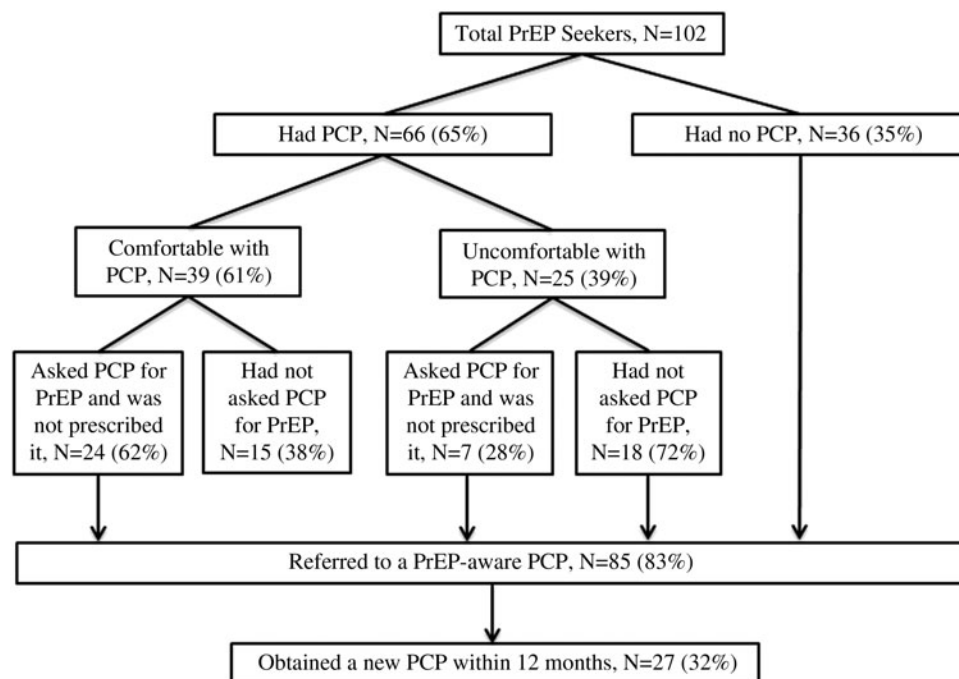 Total PrEP Seekers, N=102
Had PCP, N=66 (65%)
Had no PCP, N=36 (35%)
Comfortable with
PCP, N=39 (61%)
Uncomfortable with
PCP, N=25 (39%)
Asked PCP for
PrEP and was
not prescribed
it, N=24 (62%)
Had not
asked PCP
for PrEP,
N=15 (38%)
Asked PCP for
PrEP and was
not prescribed
it, N=7 (28%)
Had not
asked PCP
for PrEP,
N=18 (72%)
Referred to a PrEP-aware PCP, N=85 (83%)
Obtained a new PCP within 12 months, N=27 (32%)